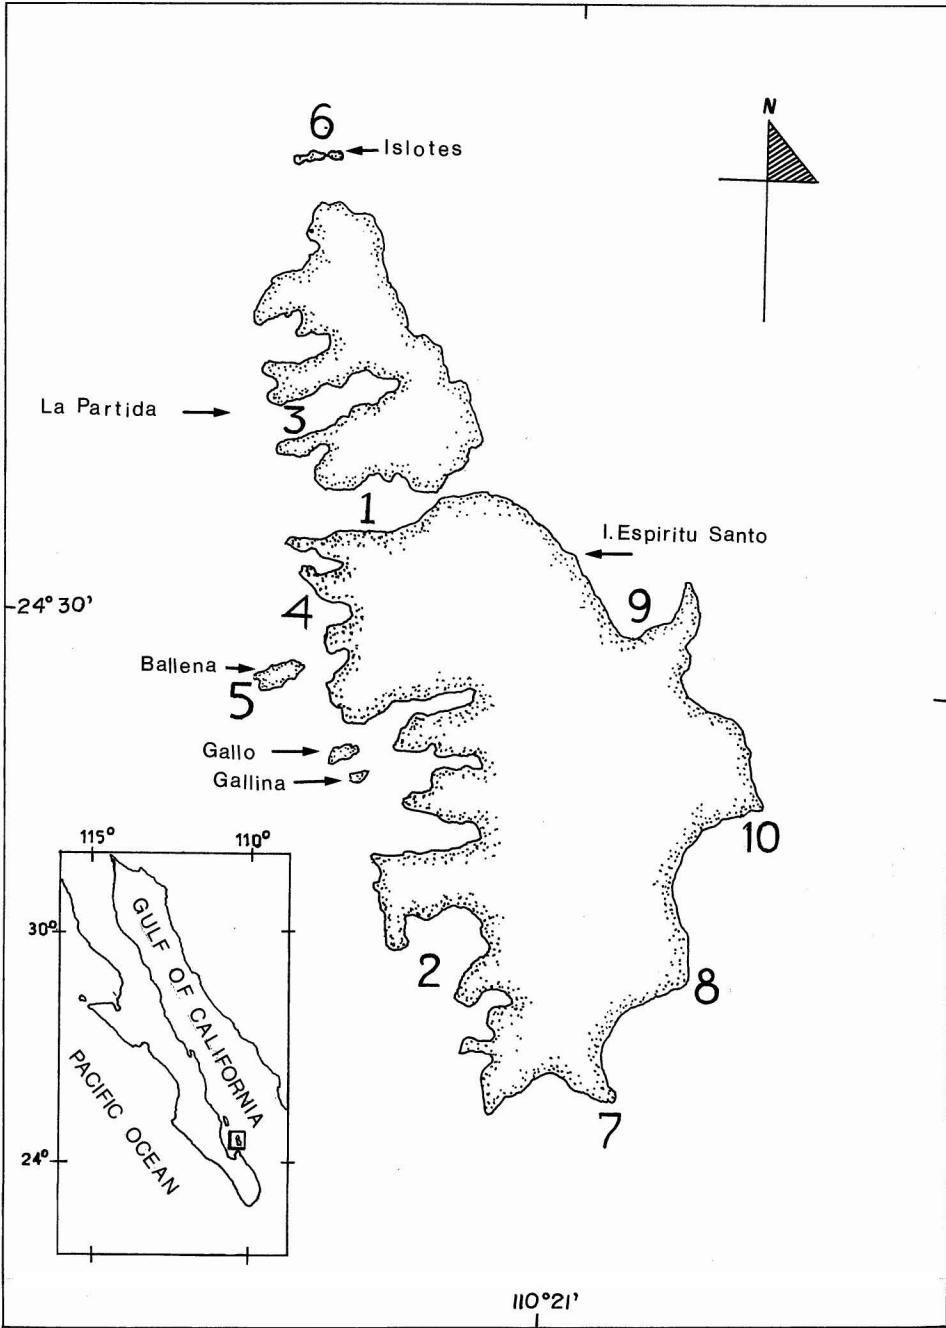 N
6
Islotes
3
La Partida
1
I. Espiritu Santo
9
24° 30'
4
Ballena
5
Gallo
Gallina
10
115° 110°
30°
GULF OF CALIFORNIA
2
8
PACIFIC OCEAN
7
24°
110°21'